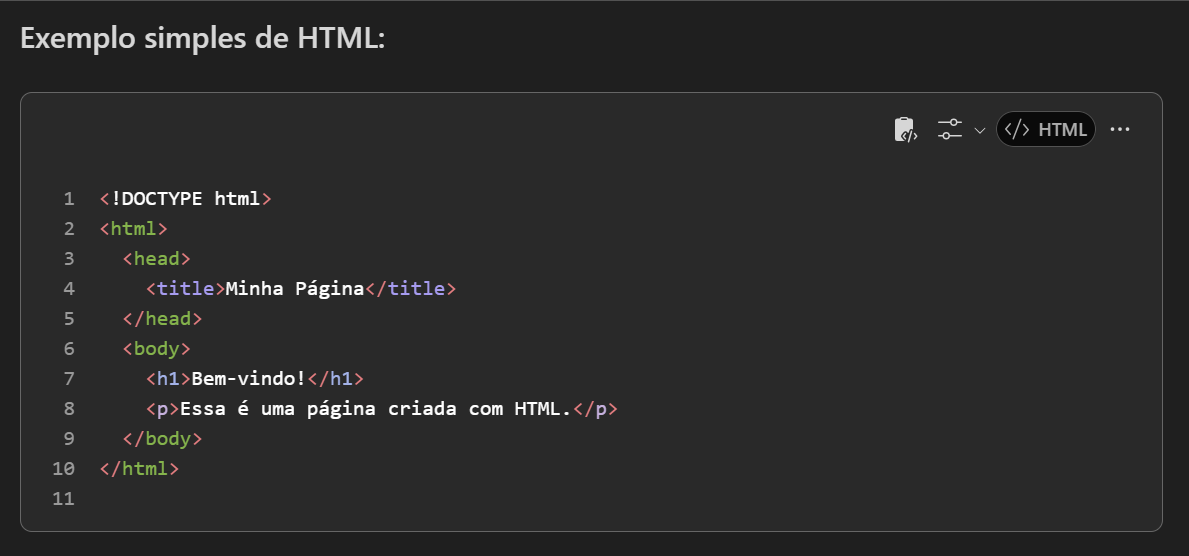 Exemplo simples de HTML:
</> HTML
1 <!DOCTYPE html>
2 <html>
3   <head>
4     <title>Minha Página</title>
5   </head>
6   <body>
7     <h1>Bem-vindo!</h1>
8     <p>Essa é uma página criada com HTML.</p>
9   </body>
10 </html>
11